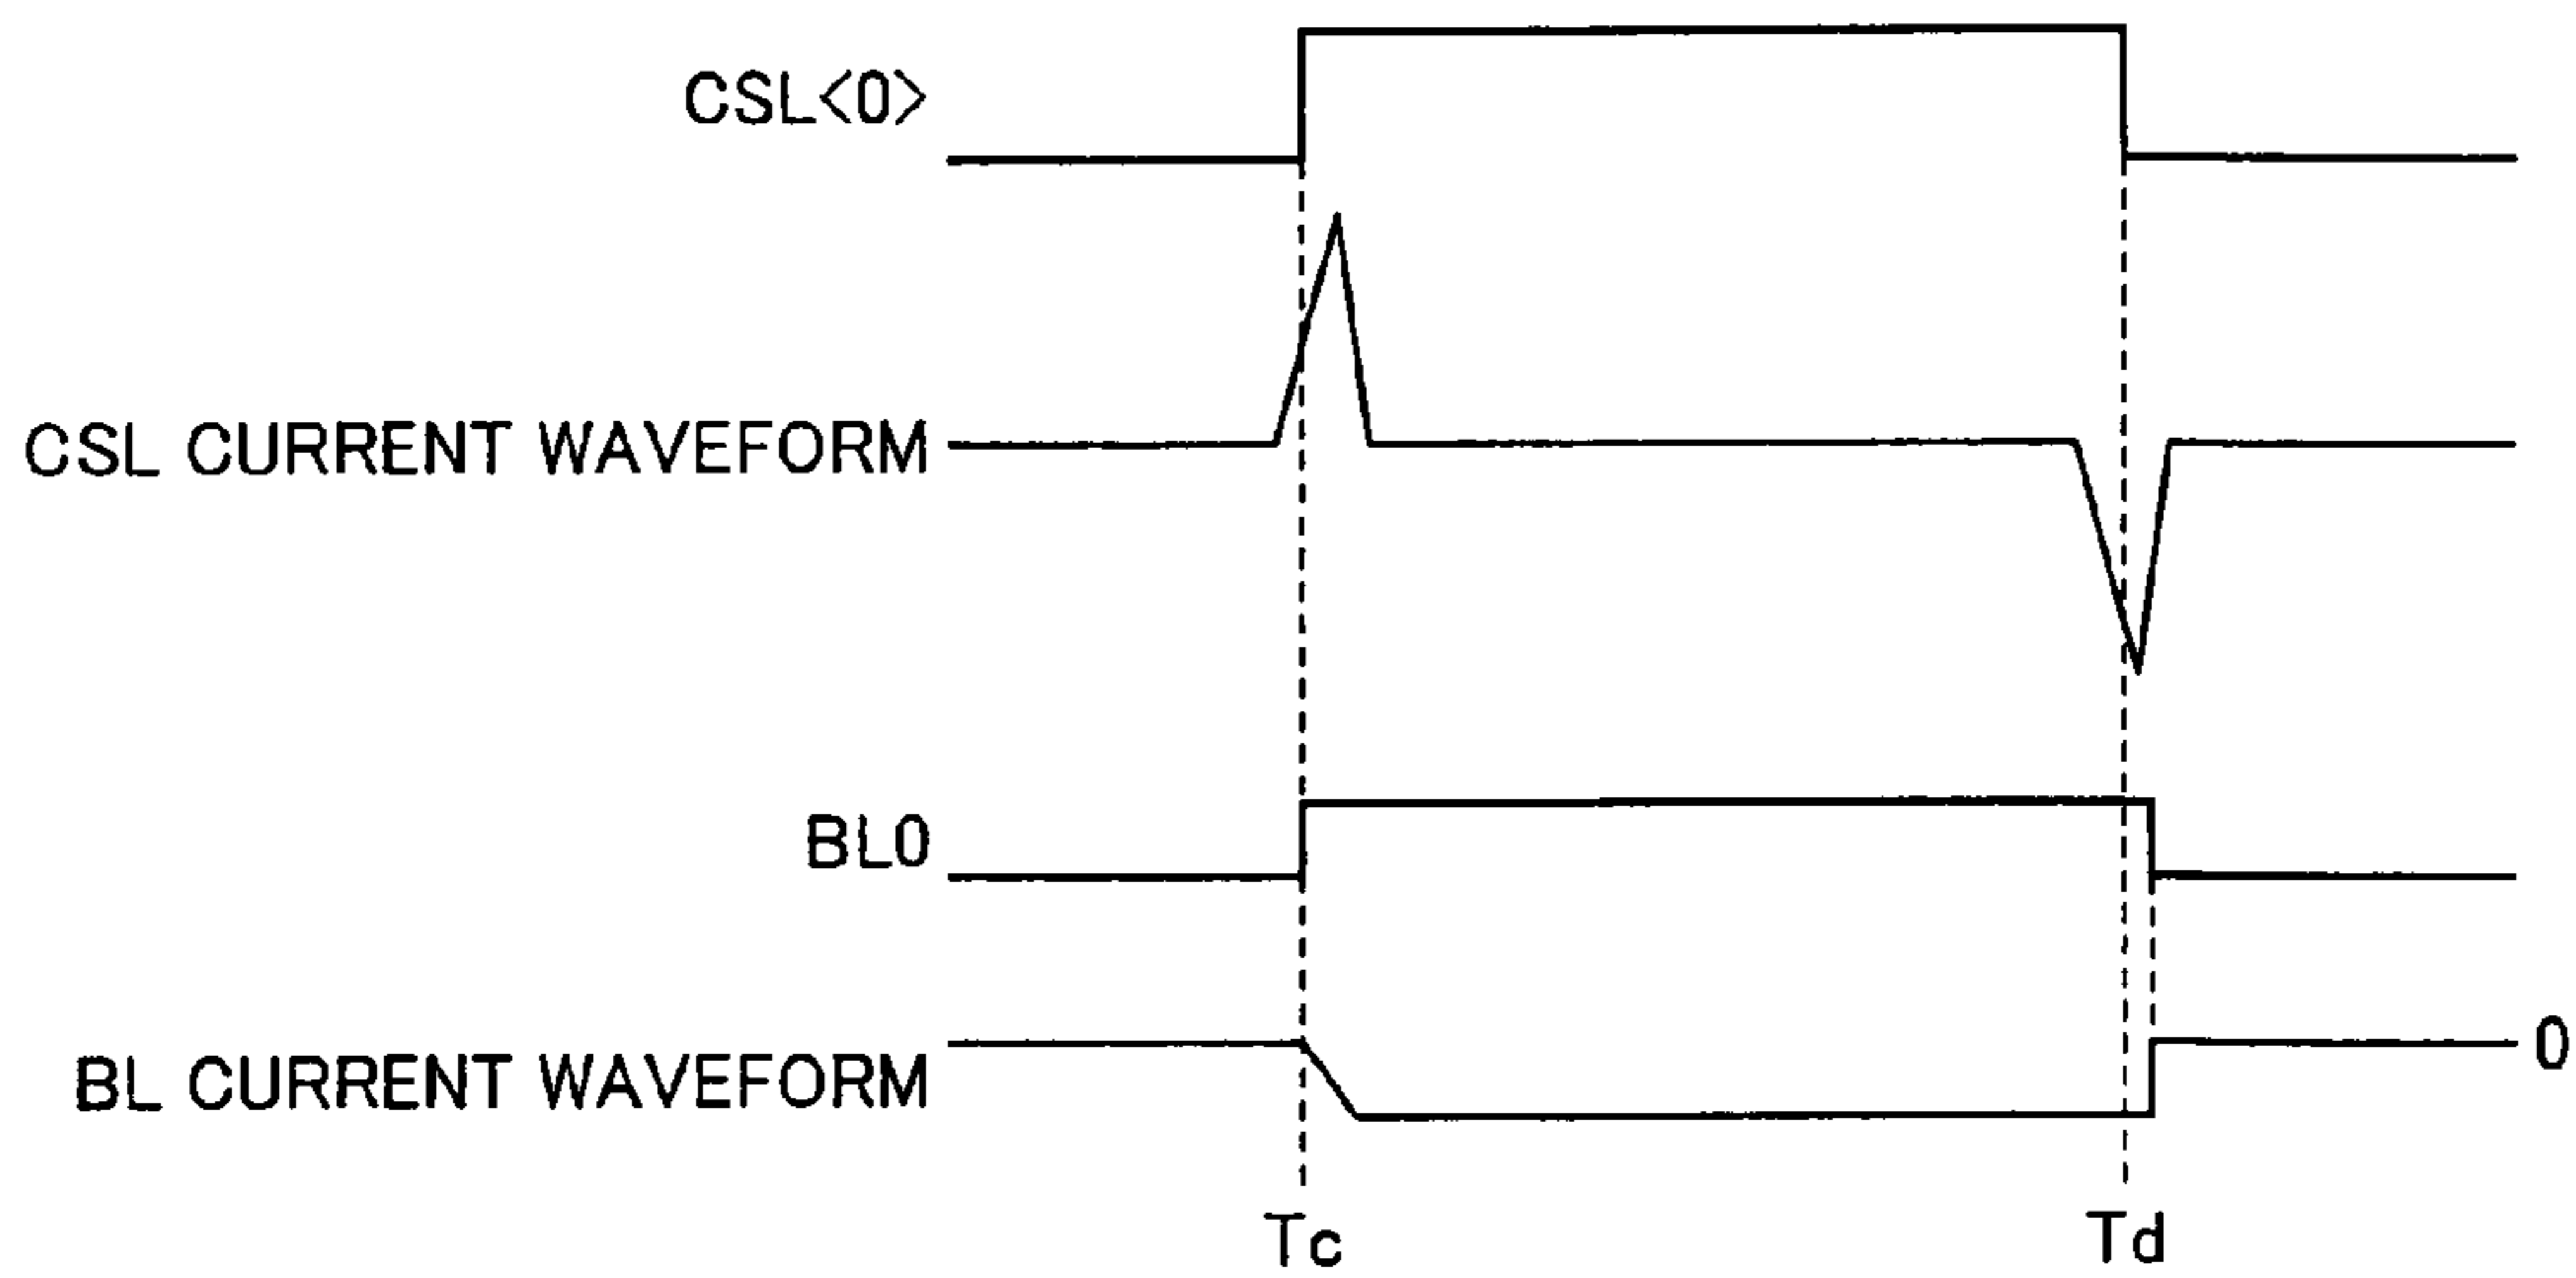 CSL<0>
CSL CURRENT WAVEFORM
BL0
BL CURRENT WAVEFORM
0
Tc
Td